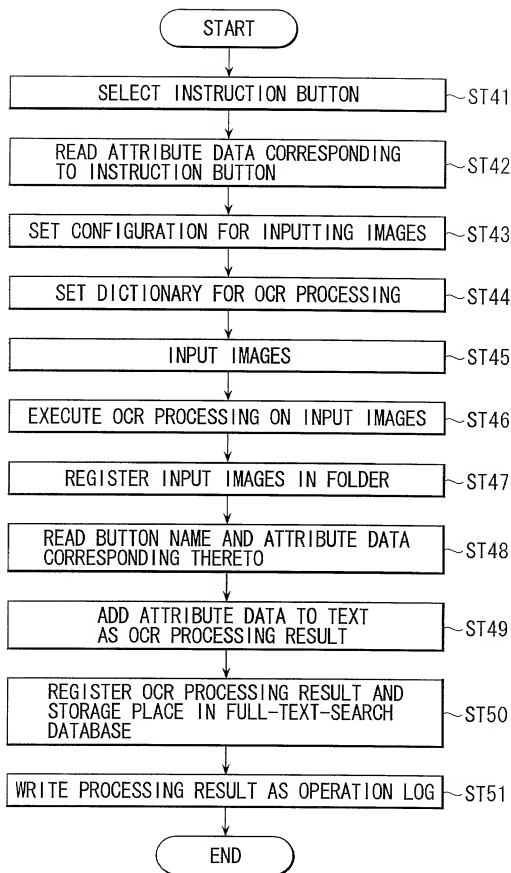 START
SELECT INSTRUCTION BUTTON
ST41
READ ATTRIBUTE DATA CORRESPONDING
TO INSTRUCTION BUTTON
ST42
SET CONFIGURATION FOR INPUTTING IMAGES
ST43
SET DICTIONARY FOR OCR PROCESSING
ST44
INPUT IMAGES
ST45
EXECUTE OCR PROCESSING ON INPUT IMAGES
ST46
REGISTER INPUT IMAGES IN FOLDER
ST47
READ BUTTON NAME AND ATTRIBUTE DATA
CORRESPONDING THERETO
ST48
ADD ATTRIBUTE DATA TO TEXT
AS OCR PROCESSING RESULT
ST49
REGISTER OCR PROCESSING RESULT AND
STORAGE PLACE IN FULL-TEXT-SEARCH
DATABASE
ST50
WRITE PROCESSING RESULT AS OPERATION LOG
ST51
END